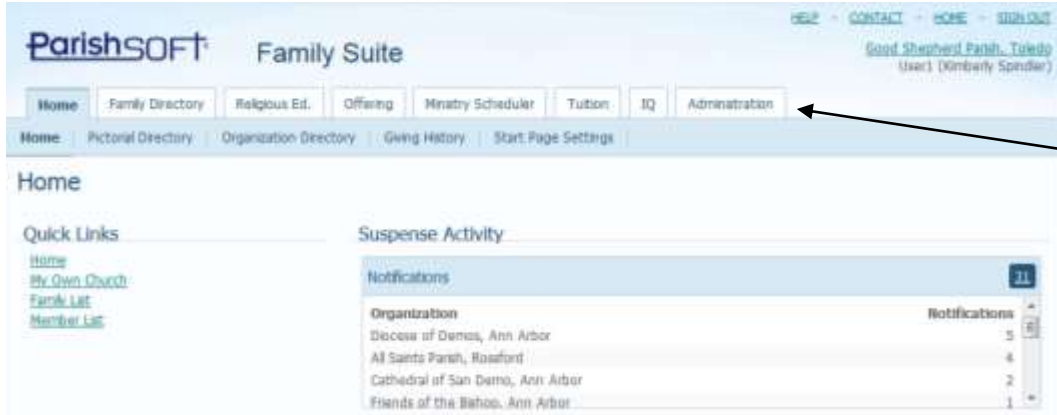 HELP - CONTACT - HOME - SIGN OUT
ParishSOFT Family Suite
Good Shepherd Parish, Toledo
User1 (Kimberly Spindler)
Home Family Directory Religious Ed. Offering Ministry Scheduler Tuition IQ Administration
Home Pictorial Directory Organization Directory Giving History Start Page Settings
Home
Quick Links
Home
My Own Church
Family List
Member List
Suspense Activity
Notifications 31
Organization Notifications
Diocese of Demos, Ann Arbor 5
All Saints Parish, Rossford 4
Cathedral of San Demo, Ann Arbor 2
Friends of the Bishop, Ann Arbor 1